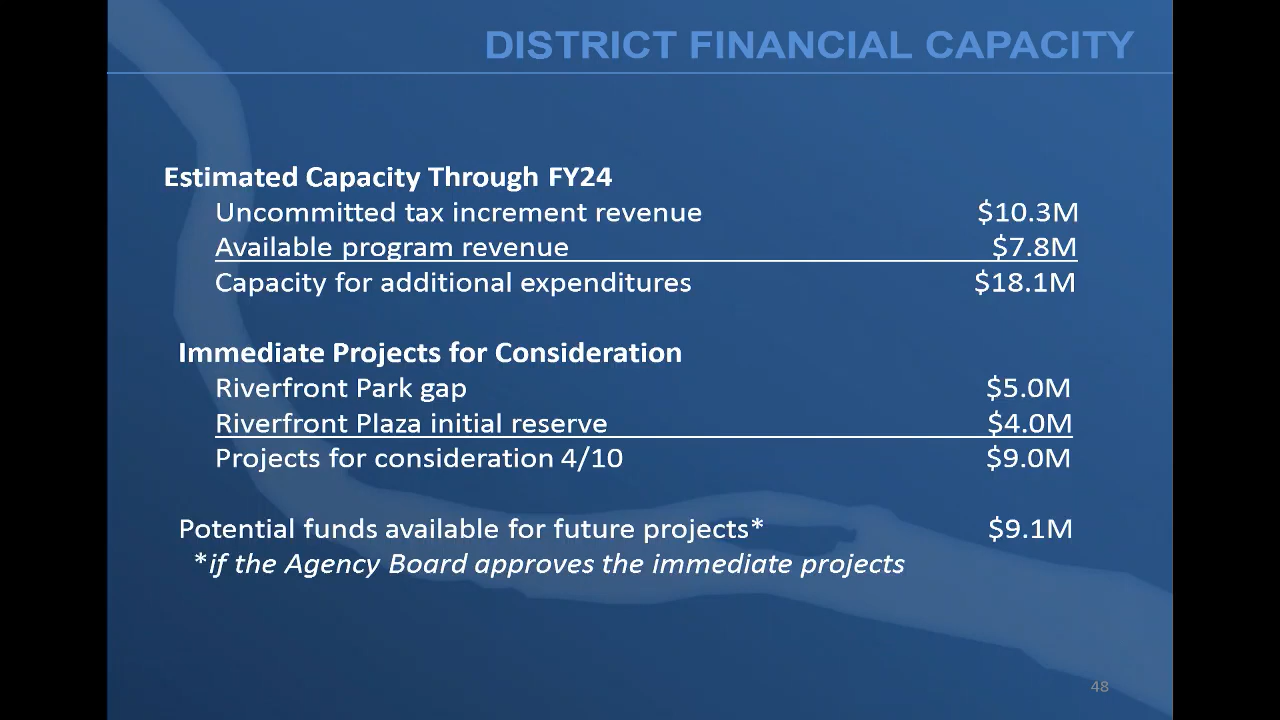 DISTRICT FINANCIAL CAPACITY
Estimated Capacity Through FY24
Uncommitted tax increment revenue $10.3M
Available program revenue $7.8M
Capacity for additional expenditures $18.1M
Immediate Projects for Consideration
Riverfront Park gap $5.0M
Riverfront Plaza initial reserve $4.0M
Projects for consideration 4/10 $9.0M
Potential funds available for future projects* $9.1M
*if the Agency Board approves the immediate projects
48